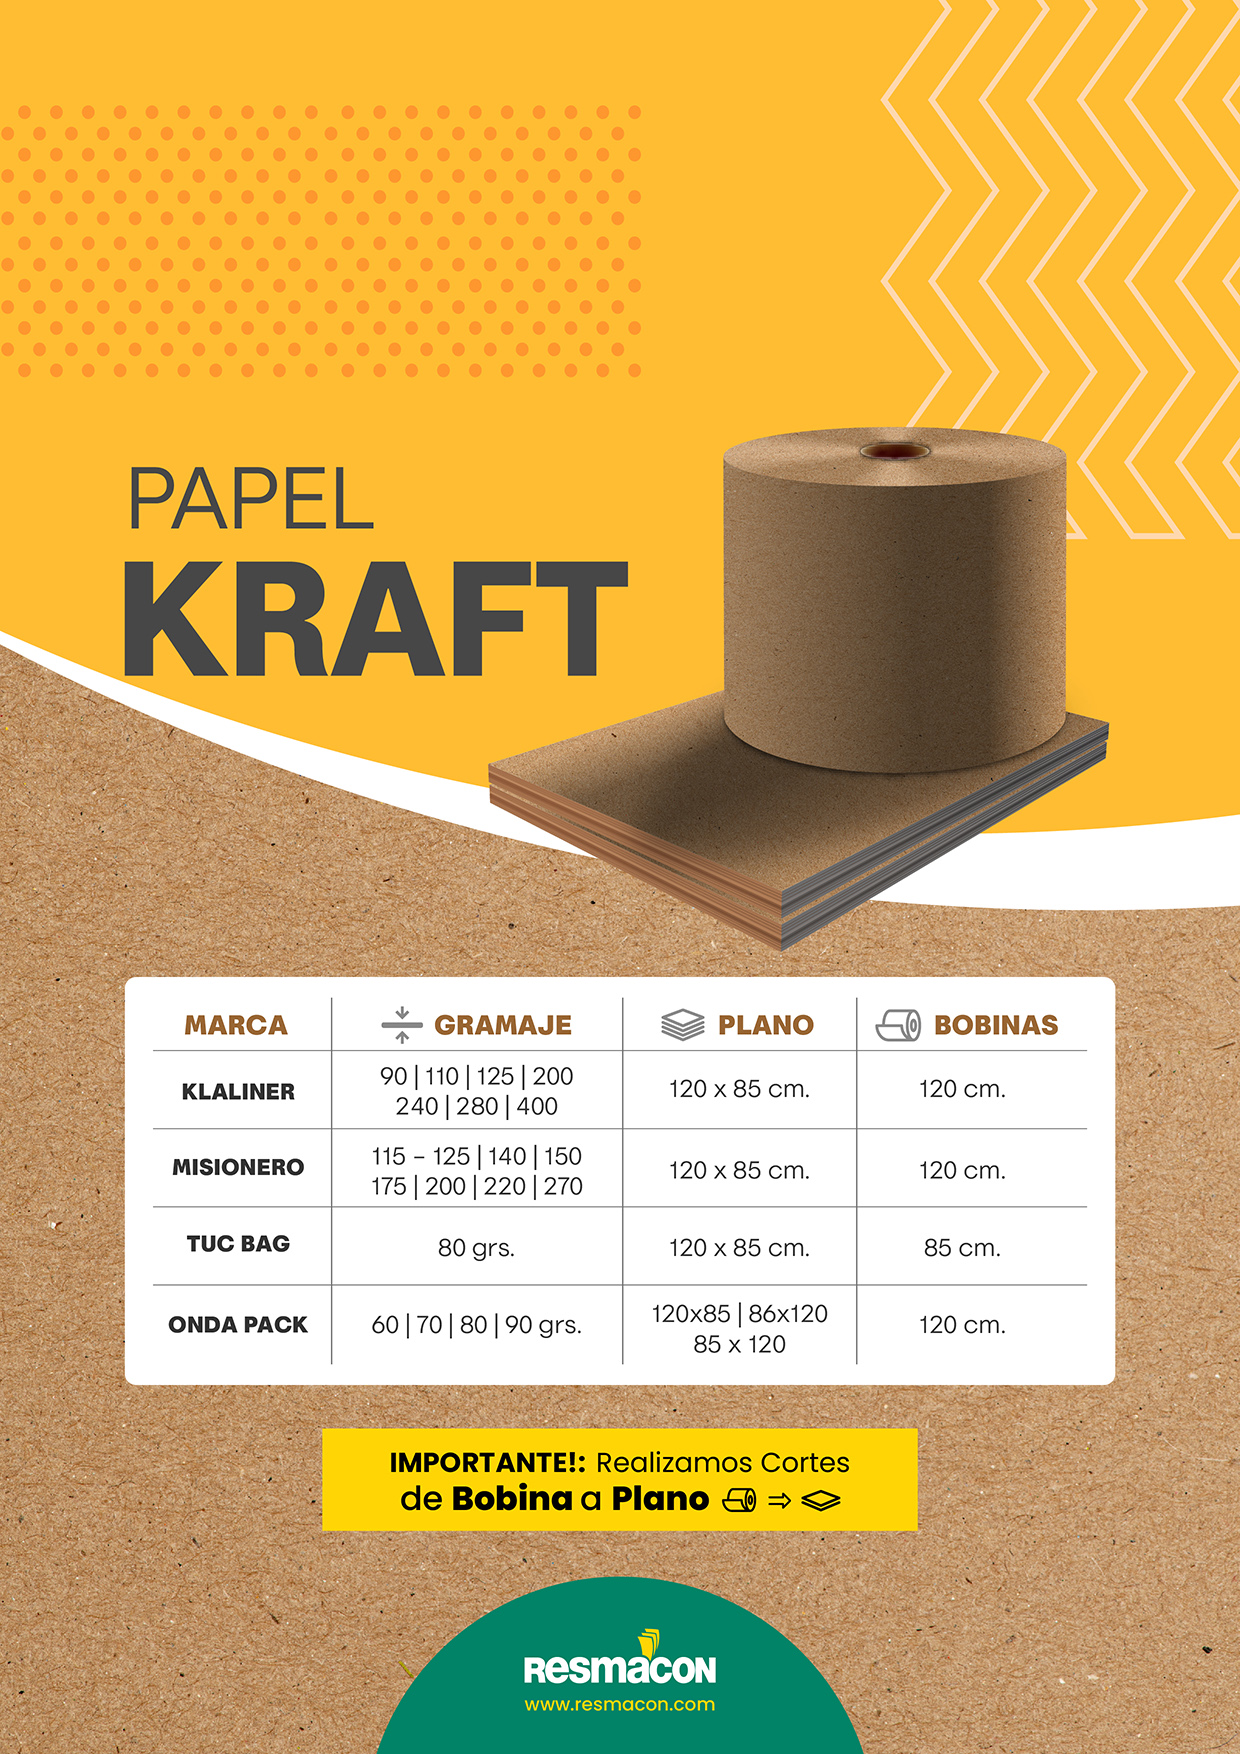 PAPEL
KRAFT
MARCA GRAMAJE PLANO BOBINAS
KLALINER 90 | 110 | 125 | 200 120 x 85 cm. 120 cm.
240 | 280 | 400
MISIONERO 115 – 125 | 140 | 150 120 x 85 cm. 120 cm.
175 | 200 | 220 | 270
TUC BAG 80 grs. 120 x 85 cm. 85 cm.
ONDA PACK 60 | 70 | 80 | 90 grs. 120x85 | 86x120 120 cm.
85 x 120
IMPORTANTE!: Realizamos Cortes
de Bobina a Plano
RESMACON
www.resmacon.com